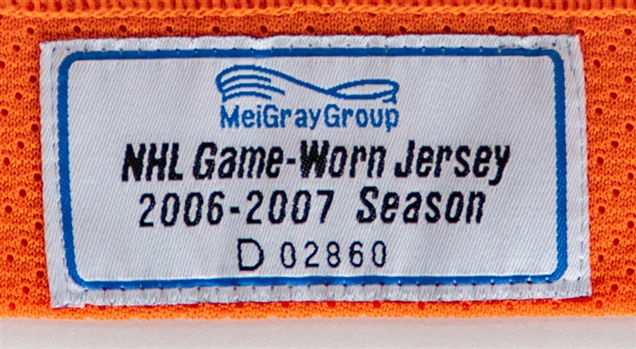 MeiGrayGroup
NHL Game-Worn Jersey
2006-2007 Season
D 02860